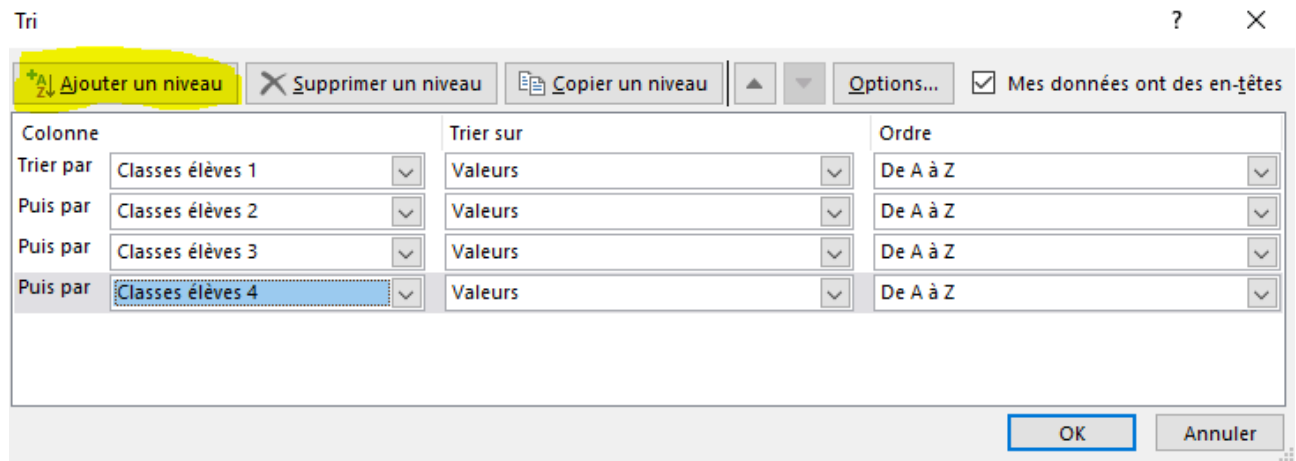 Tri ?
Ajouter un niveau Supprimer un niveau Copier un niveau Options... Mes données ont des en-têtes
Colonne Trier sur Ordre
Trier par Classes élèves 1 Valeurs De A à Z
Puis par Classes élèves 2 Valeurs De A à Z
Puis par Classes élèves 3 Valeurs De A à Z
Puis par Classes élèves 4 Valeurs De A à Z
OK Annuler